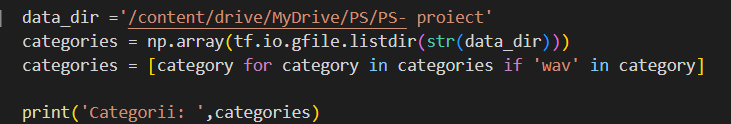 data_dir ='/content/drive/MyDrive/PS/PS- proiect'
categories = np.array(tf.io.gfile.listdir(str(data_dir)))
categories = [category for category in categories if 'wav' in category]
print('Categorii: ',categories)